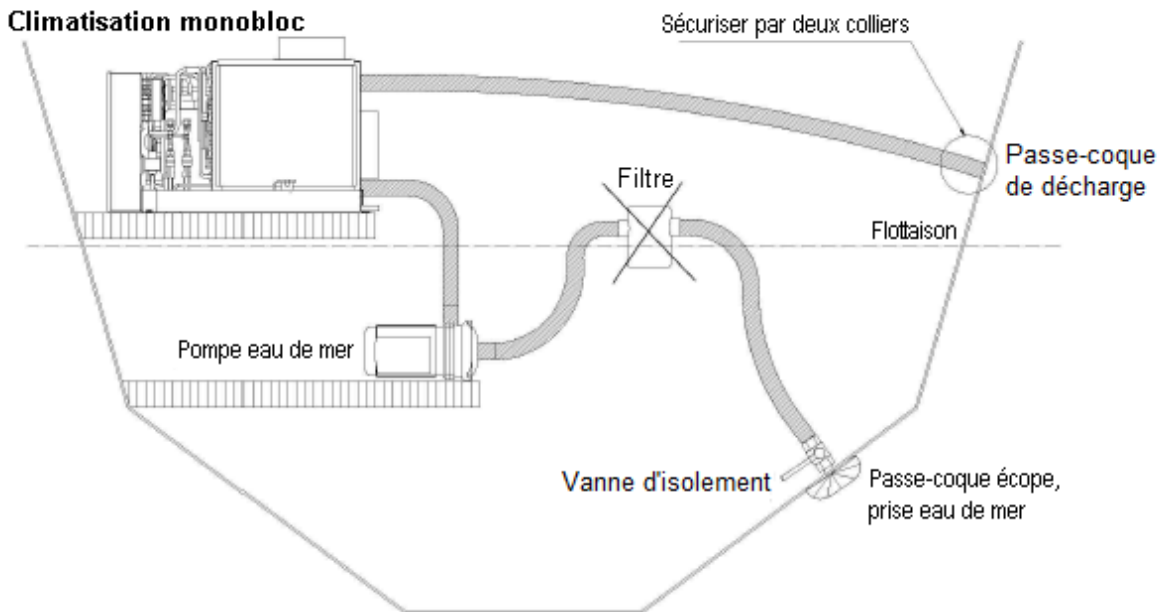 Climatisation monobloc
Sécuriser par deux colliers
Passe-coque
de décharge
Filtre
Flottaison
Pompe eau de mer
Vanne d'isolement
Passe-coque écope,
prise eau de mer